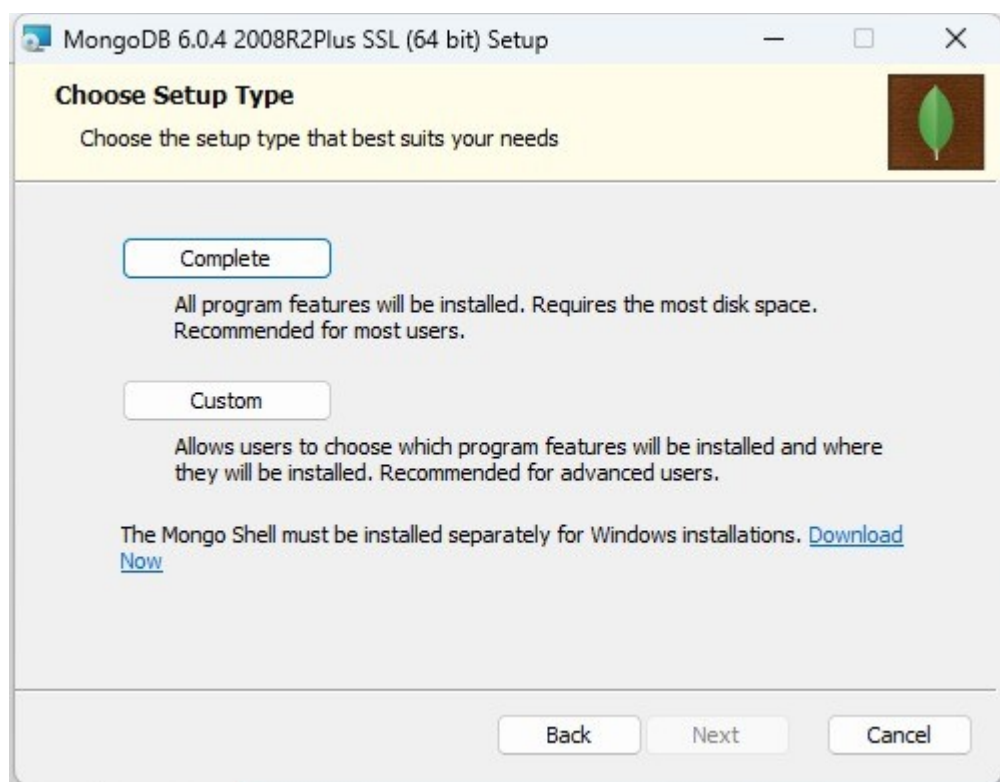 MongoDB 6.0.4 2008R2Plus SSL (64 bit) Setup
Choose Setup Type
Choose the setup type that best suits your needs
Complete
All program features will be installed. Requires the most disk space.
Recommended for most users.
Custom
Allows users to choose which program features will be installed and where
they will be installed. Recommended for advanced users.
The Mongo Shell must be installed separately for Windows installations. Download
Now
Back Next Cancel